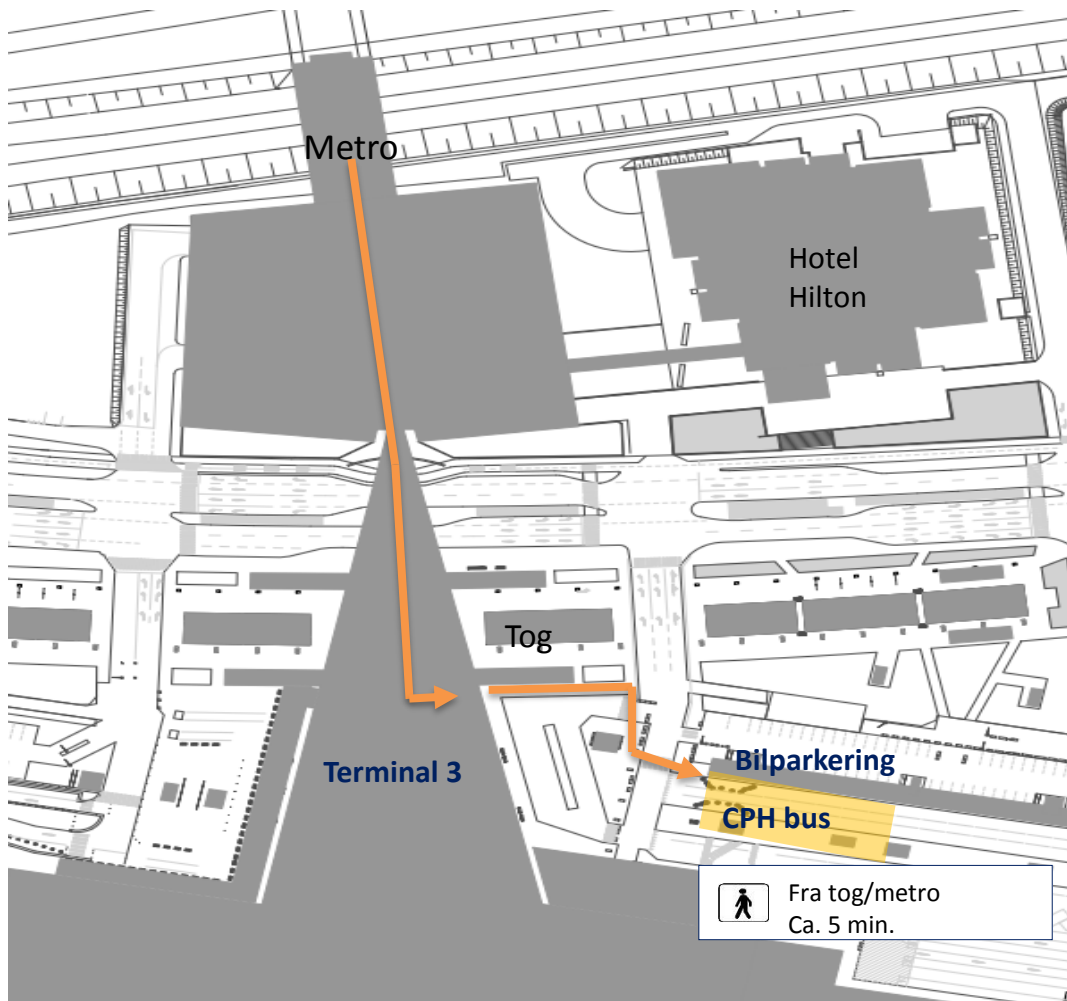 Metro
Hotel
Hilton
Tog
Terminal 3
Bilparkering
CPH bus
Fra tog/metro
Ca. 5 min.